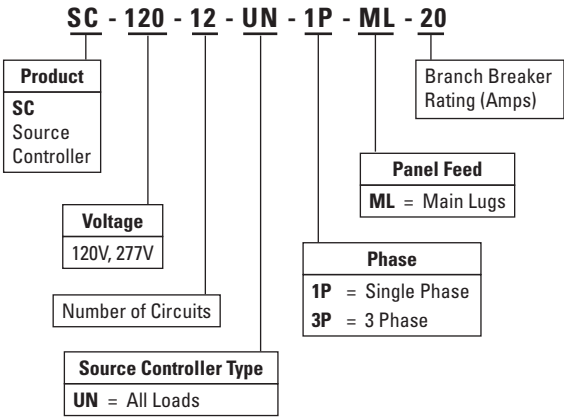 SC - 120 - 12 - UN - 1P - ML - 20
Product
SC
Source
Controller
Branch Breaker
Rating (Amps)
Panel Feed
ML = Main Lugs
Voltage
120V, 277V
Phase
1P = Single Phase
3P = 3 Phase
Number of Circuits
Source Controller Type
UN = All Loads